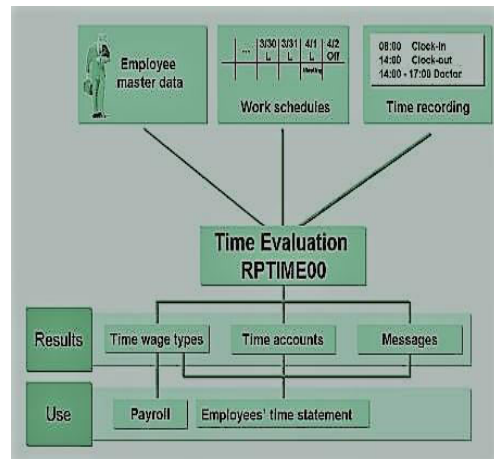 Employee
master data
... 3/30 3/31 4/1 4/2
L L L Off
Meeting
Work schedules
08:00 Clock-in
14:00 Clock-out
14:00 - 17:00 Doctor
Time recording
Time Evaluation
RPTIME00
Results
Time wage types
Time accounts
Messages
Use
Payroll
Employees' time statement